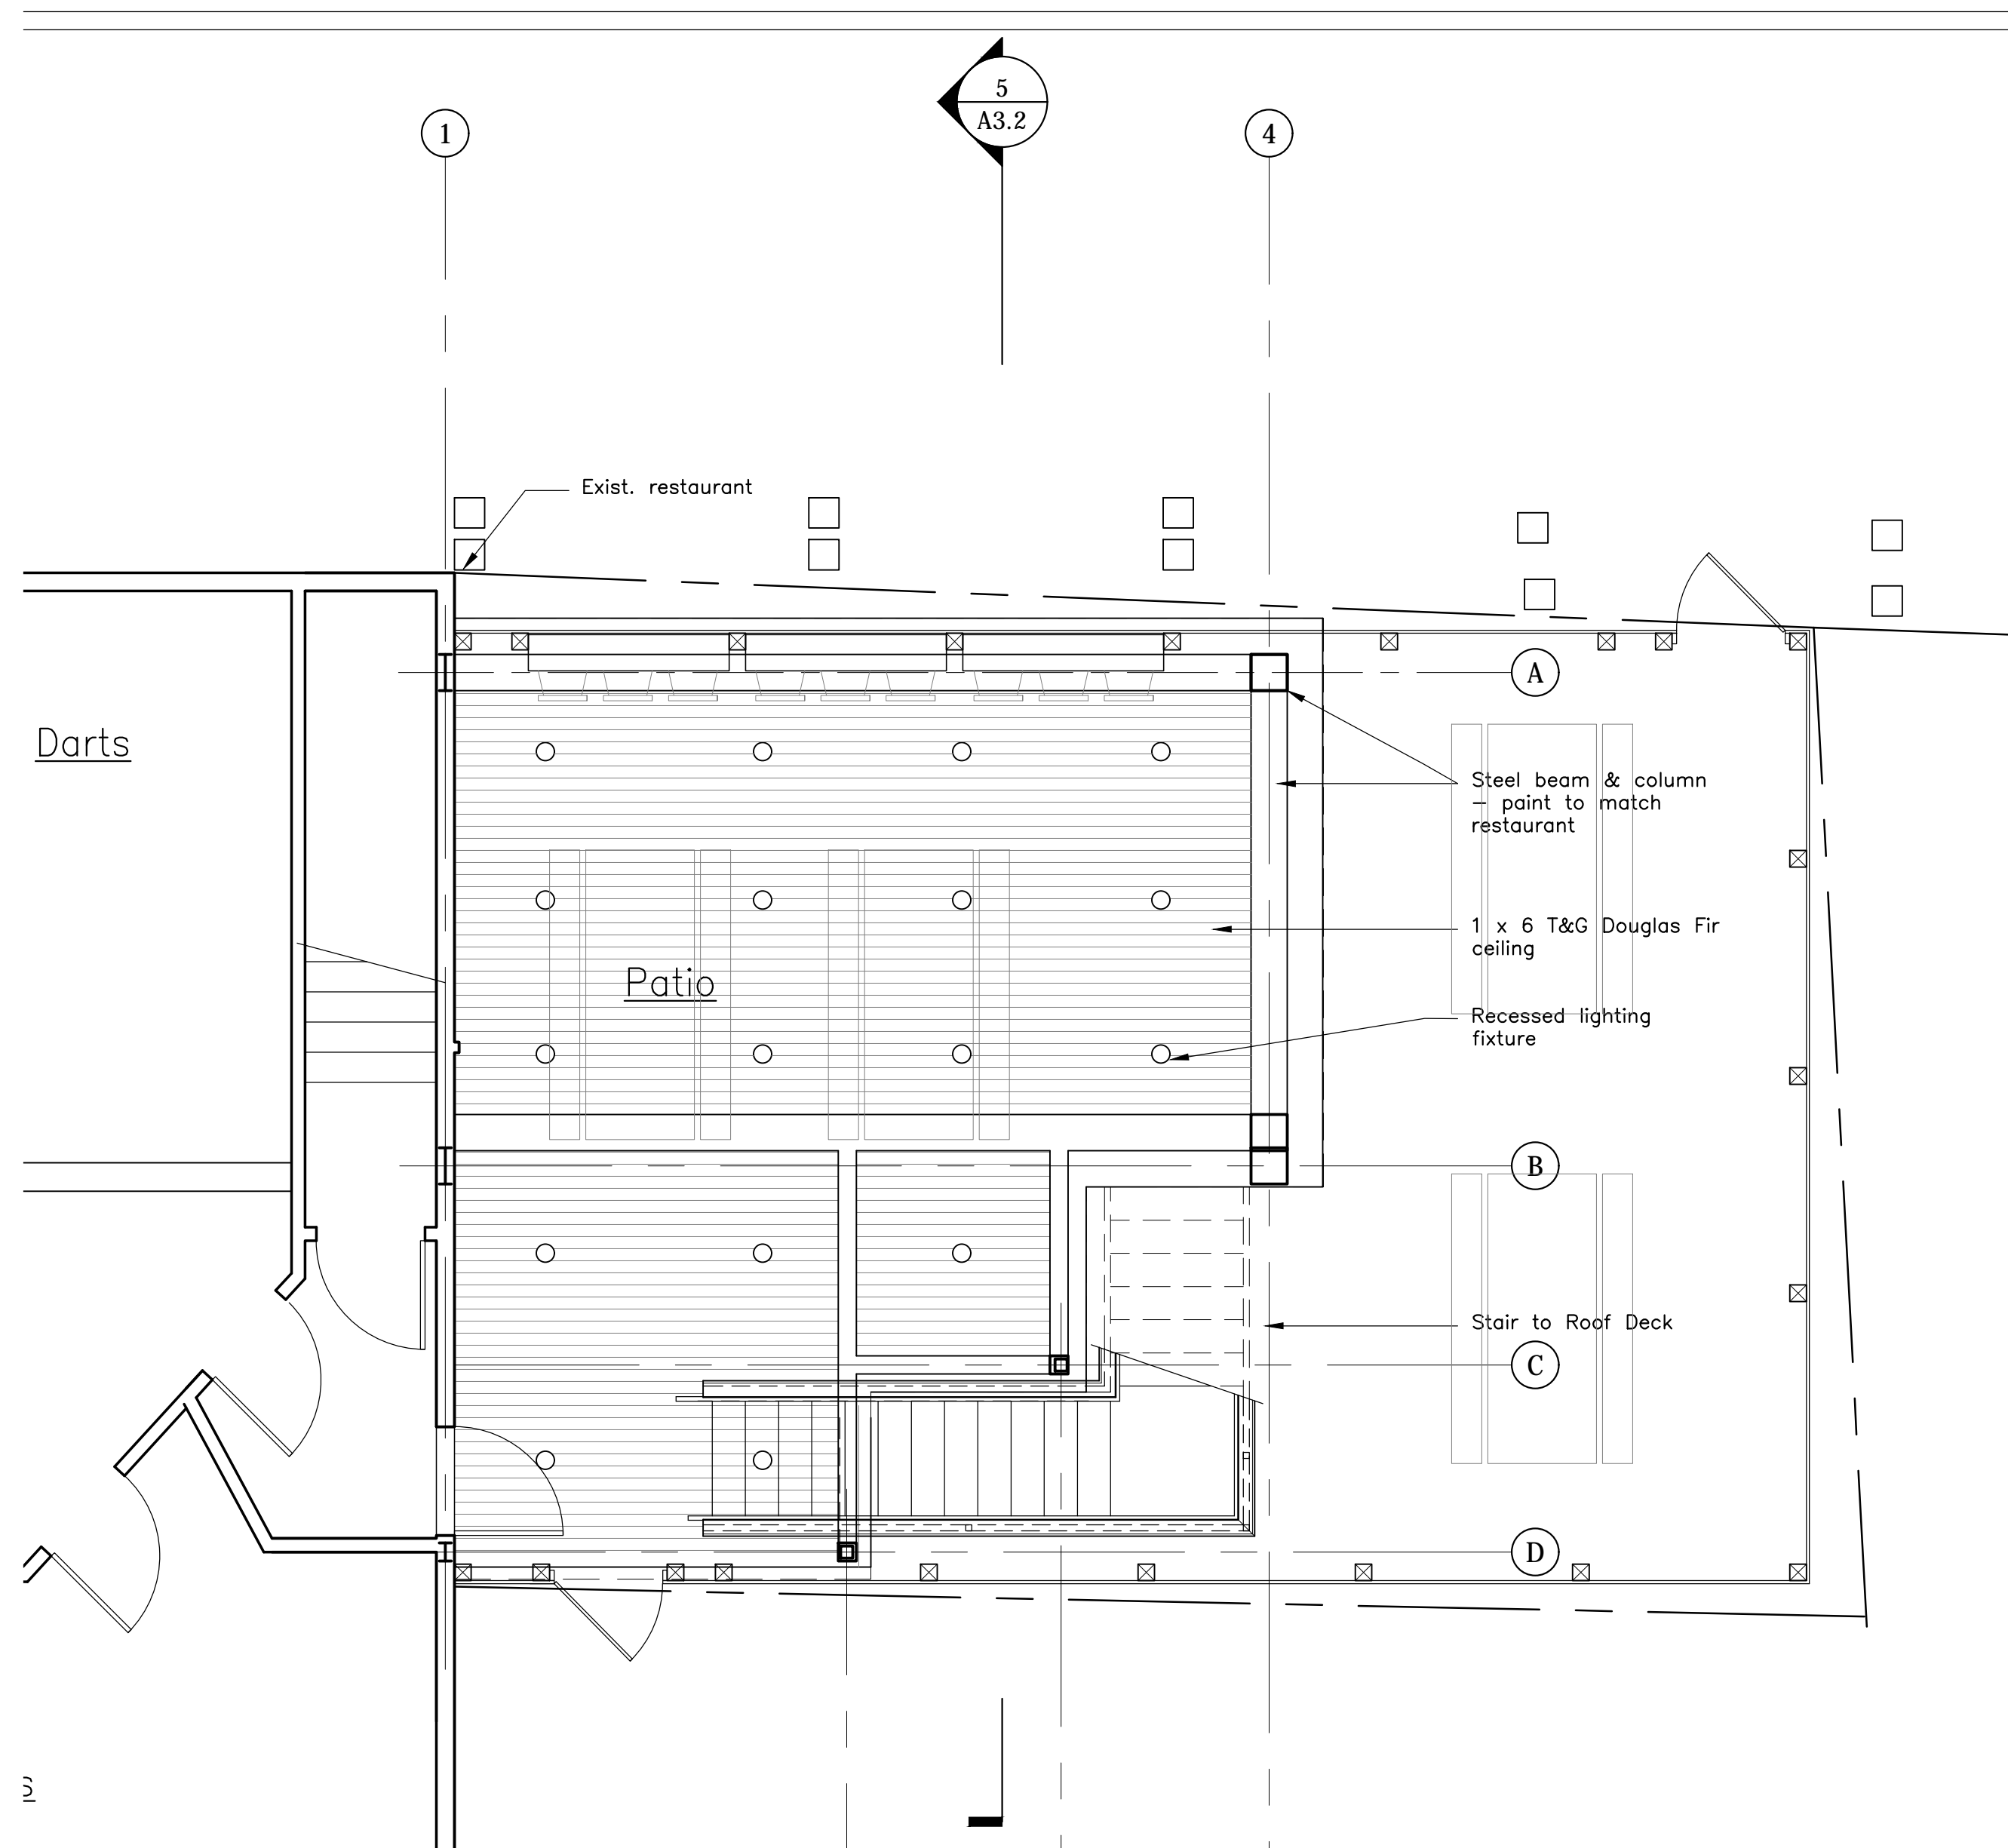 5
A3.2
1
4
Exist. restaurant
A
Darts
Steel beam & column
– paint to match
restaurant
1 x 6 T&G Douglas Fir
ceiling
Patio
Recessed lighting
fixture
B
Stair to Roof Deck
C
D
s